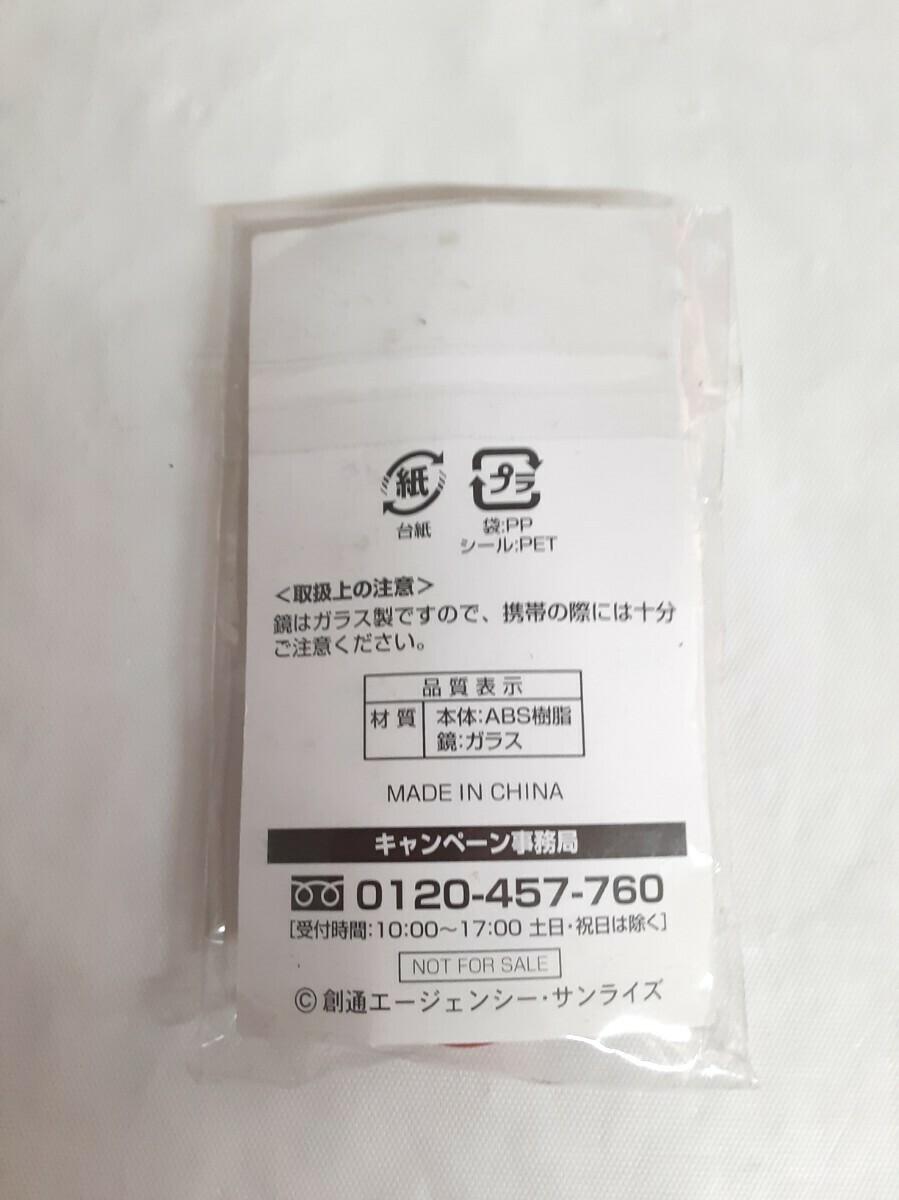 紙
プラ
台紙
袋:PP
シール:PET
＜取扱上の注意＞
鏡はガラス製ですので、携帯の際には十分
ご注意ください。
品質表示
材質
本体:ABS樹脂
鏡:ガラス
MADE IN CHINA
キャンペーン事務局
0120-457-760
[受付時間:10:00〜17:00 土日・祝日は除く]
NOT FOR SALE
©創通エージェンシー・サンライズ